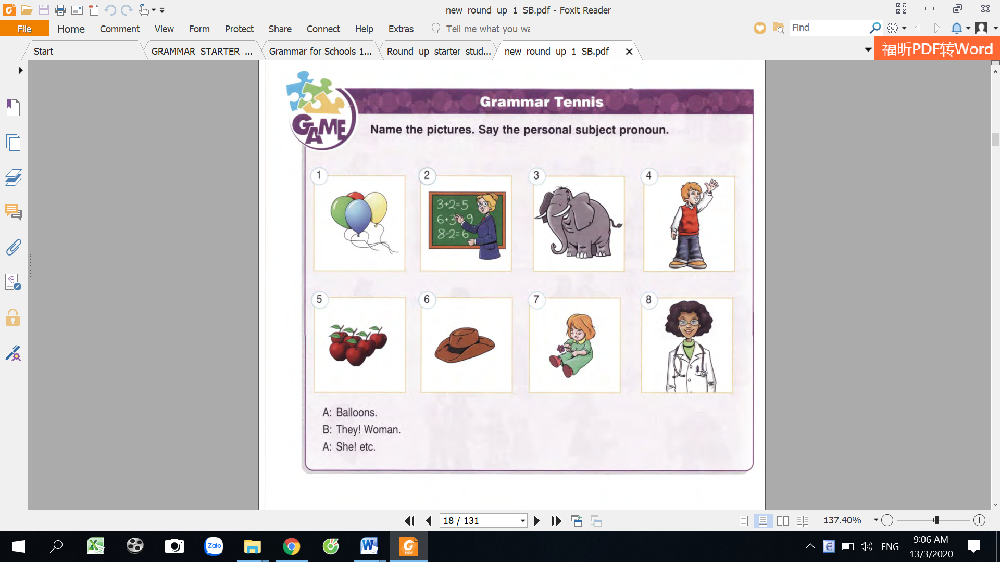 new_round_up_1_SB.pdf - Foxit Reader
File Home Comment View Form Protect Share Connect Help Extras Tell me what you wa
Find
Start GRAMMAR_STARTER_... Grammar for Schools 1... Round_up_starter_stud... new_round_up_1_SB.pdf
福昕PDF转Word
GAME
Grammar Tennis
Name the pictures. Say the personal subject pronoun.
1 2 3 4
3+2=5
6+3 9
8-2=6
5 6 7 8
A: Balloons.
B: They! Woman.
A: She! etc.
18 / 131
137.40%
Zalo
PDF
ENG
9:06 AM
13/3/2020